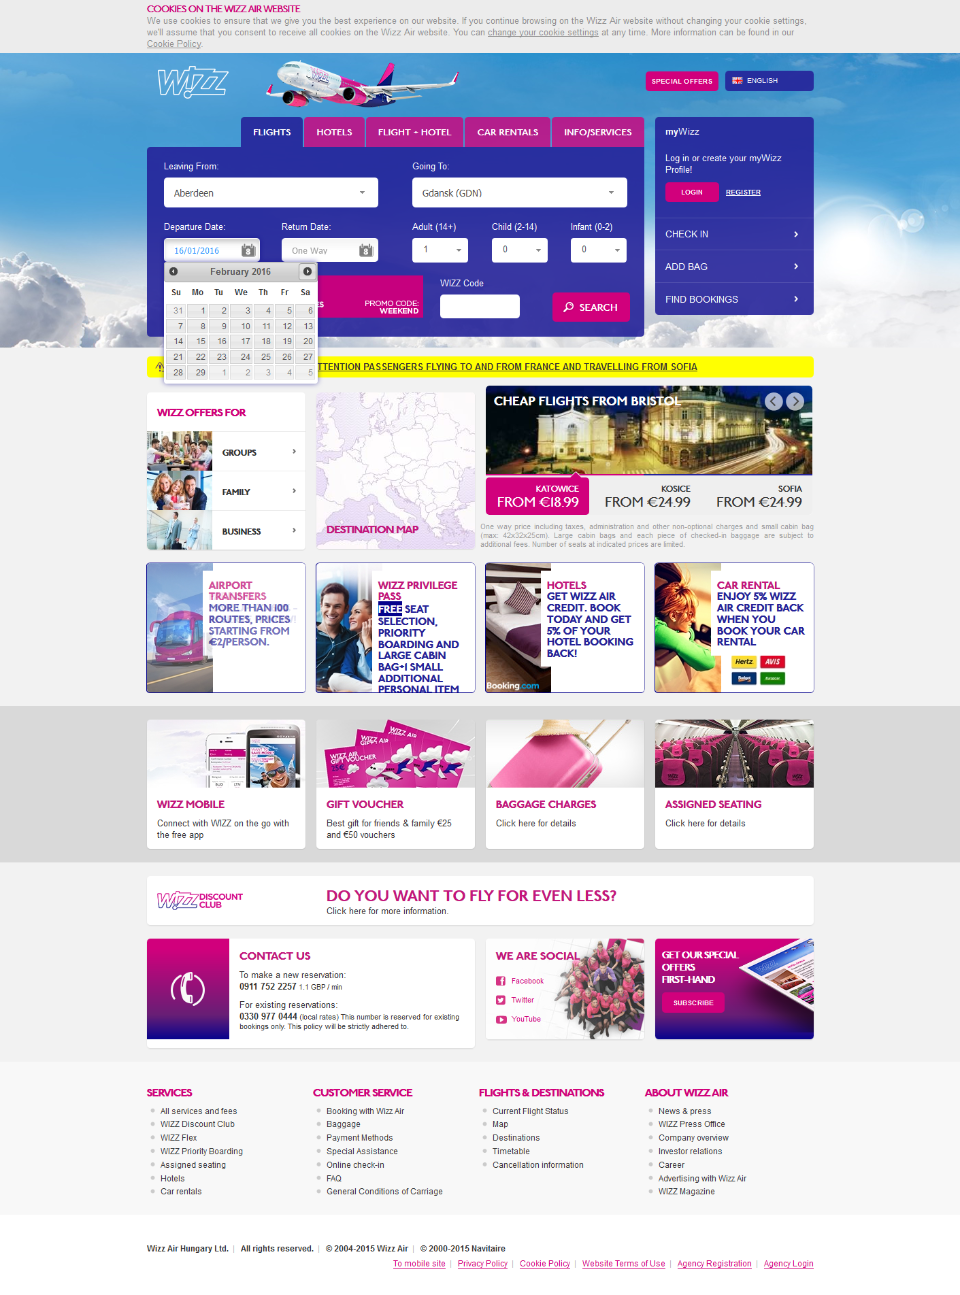 COOKIES ON THE WIZZ AIR WEBSITE
We use cookies to ensure that we give you the best experience on our website. If you continue browsing on the Wizz Air website without changing your cookie settings,
we'll assume that you consent to receive all cookies on the Wizz Air website. You can change your cookie settings at any time. More information can be found in our
Cookie Policy.
WIZZ
SPECIAL OFFERS
ENGLISH
FLIGHTS
HOTELS
FLIGHT + HOTEL
CAR RENTALS
INFO/SERVICES
myWizz
Log in or create your myWizz
Profile!
LOGIN
REGISTER
CHECK IN
ADD BAG
FIND BOOKINGS
Leaving From:
Going To:
Aberdeen
Gdansk (GDN)
Departure Date:
Return Date:
Adult (14+)
Child (2-14)
Infant (0-2)
16/01/2016
One Way
1
0
0
February 2016
Su Mo Tu We Th Fr Sa
31 1 2 3 4 5 6
7 8 9 10 11 12 13
14 15 16 17 18 19 20
21 22 23 24 25 26 27
28 29 1 2 3 4 5
PROMO CODE:
WEEKEND
WIZZ Code
SEARCH
TTENTION PASSENGERS FLYING TO AND FROM FRANCE AND TRAVELLING FROM SOFIA
WIZZ OFFERS FOR
GROUPS
FAMILY
BUSINESS
DESTINATION MAP
CHEAP FLIGHTS FROM BRISTOL
KATOWICE
FROM €18.99
KOSICE
FROM €24.99
SOFIA
FROM €24.99
One way price including taxes, administration and other non-optional charges and small cabin bag
(max: 42x32x25cm). Large cabin bags and each piece of checked-in baggage are subject to
additional fees. Number of seats at indicated prices are limited.
AIRPORT
TRANSFERS
MORE THAN 100
ROUTES, PRICES
STARTING FROM
€2/PERSON.
WIZZ PRIVILEGE
PASS
FREE SEAT
SELECTION,
PRIORITY
BOARDING AND
LARGE CABIN
BAG+1 SMALL
ADDITIONAL
PERSONAL ITEM
HOTELS
GET WIZZ AIR
CREDIT. BOOK
TODAY AND GET
5% OF YOUR
HOTEL BOOKING
BACK!
Booking.com
CAR RENTAL
ENJOY 5% WIZZ
AIR CREDIT BACK
WHEN YOU
BOOK YOUR CAR
RENTAL
Hertz
AVIS
Budget
WIZZ MOBILE
Connect with WIZZ on the go with
the free app
WIZZ AIR
GIFT VOUCHER
GIFT VOUCHER
Best gift for friends & family €25
and €50 vouchers
BAGGAGE CHARGES
Click here for details
ASSIGNED SEATING
Click here for details
WIZZ DISCOUNT
CLUB
DO YOU WANT TO FLY FOR EVEN LESS?
Click here for more information.
CONTACT US
To make a new reservation:
0911 752 2257 1.1 GBP / min
For existing reservations:
0330 977 0444 (local rates) This number is reserved for existing
bookings only. This policy will be strictly adhered to.
WE ARE SOCIAL
Facebook
Twitter
YouTube
GET OUR SPECIAL
OFFERS
FIRST-HAND
SUBSCRIBE
SERVICES
All services and fees
WIZZ Discount Club
WIZZ Flex
WIZZ Priority Boarding
Assigned seating
Hotels
Car rentals
CUSTOMER SERVICE
Booking with Wizz Air
Baggage
Payment Methods
Special Assistance
Online check-in
FAQ
General Conditions of Carriage
FLIGHTS & DESTINATIONS
Current Flight Status
Map
Destinations
Timetable
Cancellation information
ABOUT WIZZ AIR
News & press
WIZZ Press Office
Company overview
Investor relations
Career
Advertising with Wizz Air
WIZZ Magazine
Wizz Air Hungary Ltd. | All rights reserved. | © 2004-2015 Wizz Air | © 2000-2015 Navitaire
To mobile site | Privacy Policy | Cookie Policy | Website Terms of Use | Agency Registration | Agency Login